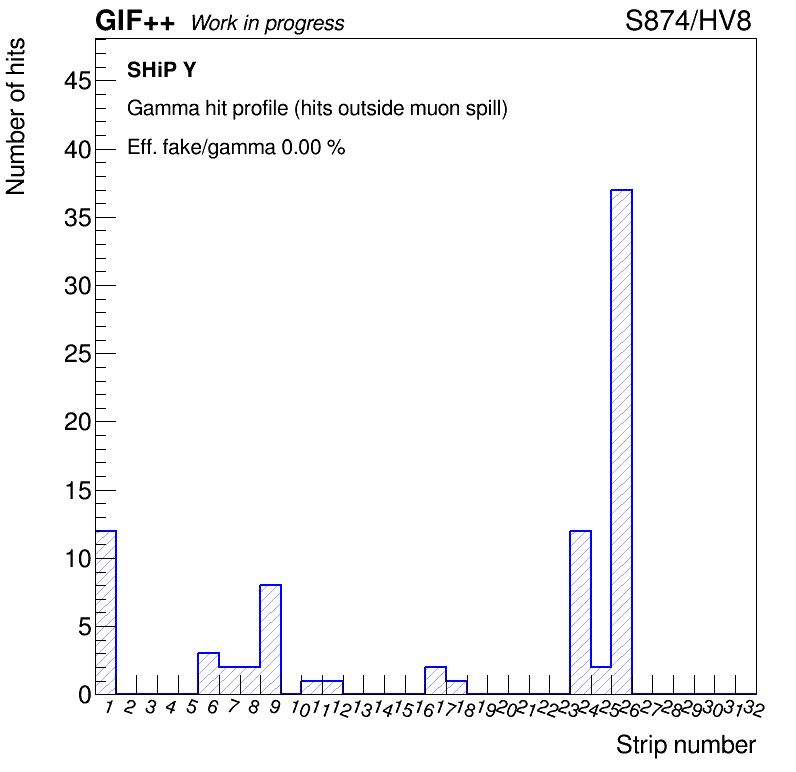 GIF++ Work in progress S874/HV8
Number of hits
SHiP Y
Gamma hit profile (hits outside muon spill)
Eff. fake/gamma 0.00 %
45
40
35
30
25
20
15
10
5
0
1 2 3 4 5 6 7 8 9 10 11 12 13 14 15 16 17 18 19 20 21 22 23 24 25 26 27 28 29 30 31 32
Strip number